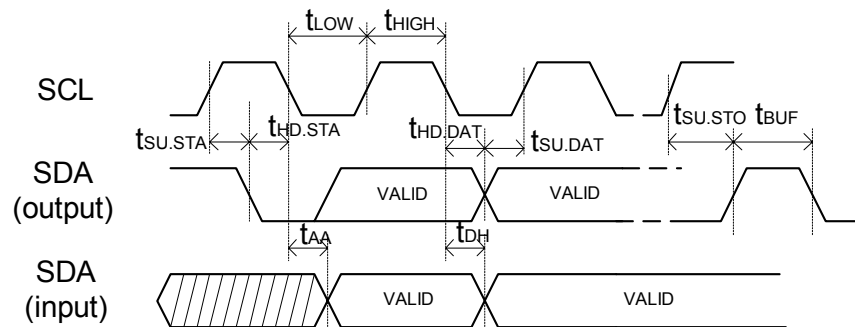 tLOW tHIGH
SCL
tSU.STA tHD.STA tHD.DAT tSU.DAT tSU.STO tBUF
SDA
(output)
VALID VALID
tAA tDH
SDA
(input)
VALID VALID